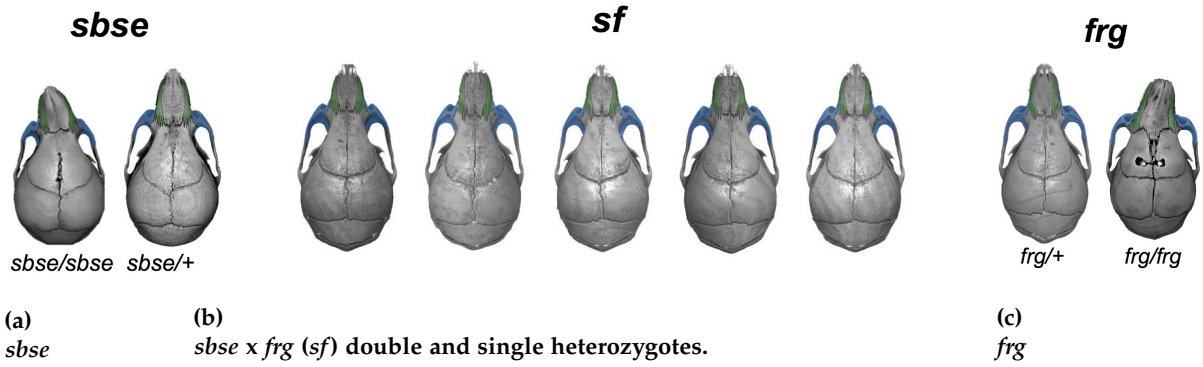 sbse
sf
frg
sbse/sbse sbse/+
frg/+
frg/frg
(a)
sbse
(b)
sbse x frg (sf) double and single heterozygotes.
(c)
frg